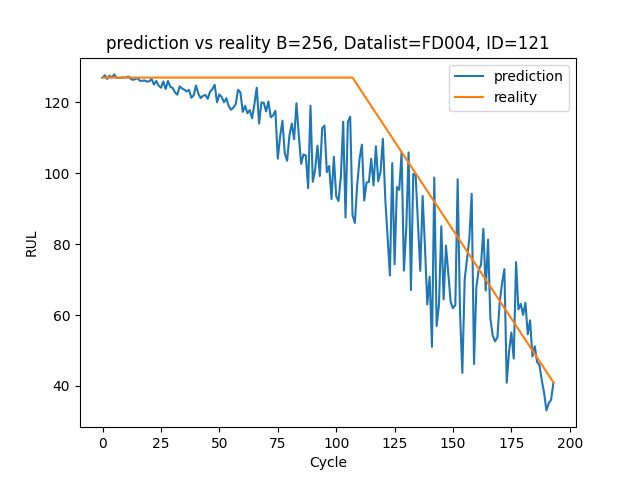 prediction vs reality B=256, Datalist=FD004, ID=121
prediction
reality
RUL
120
100
80
60
40
0 25 50 75 100 125 150 175 200
Cycle